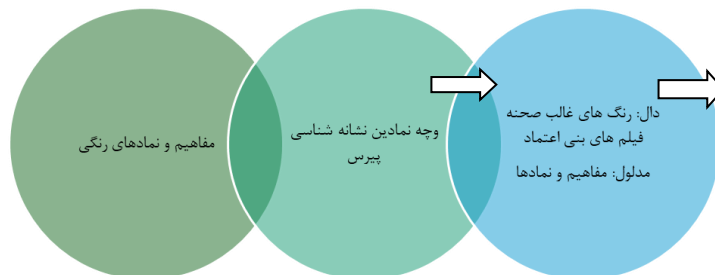 مفاهیم و نمادهای رنگی
وجه نمادین نشانه شناسی
پیرس
دال: رنگ های غالب صحنه
فیلم های بنی اعتماد
مدلول: مفاهیم و نمادها